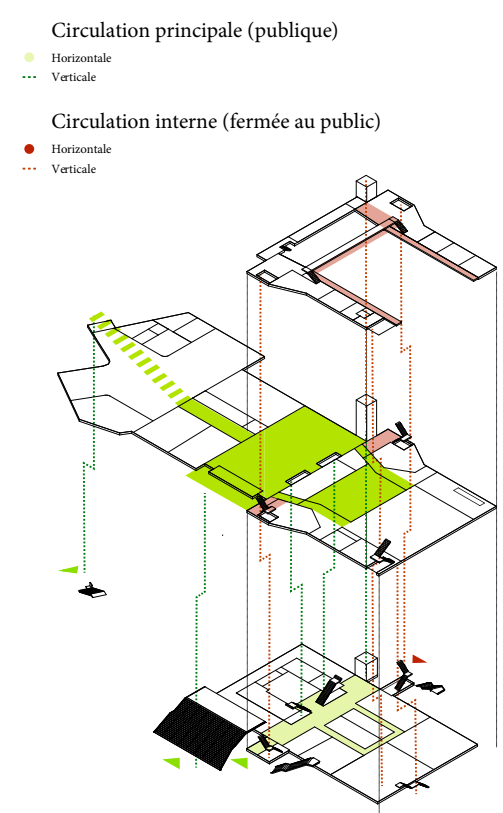 Circulation principale (publique)
Horizontale
Verticale
Circulation interne (fermée au public)
Horizontale
Verticale